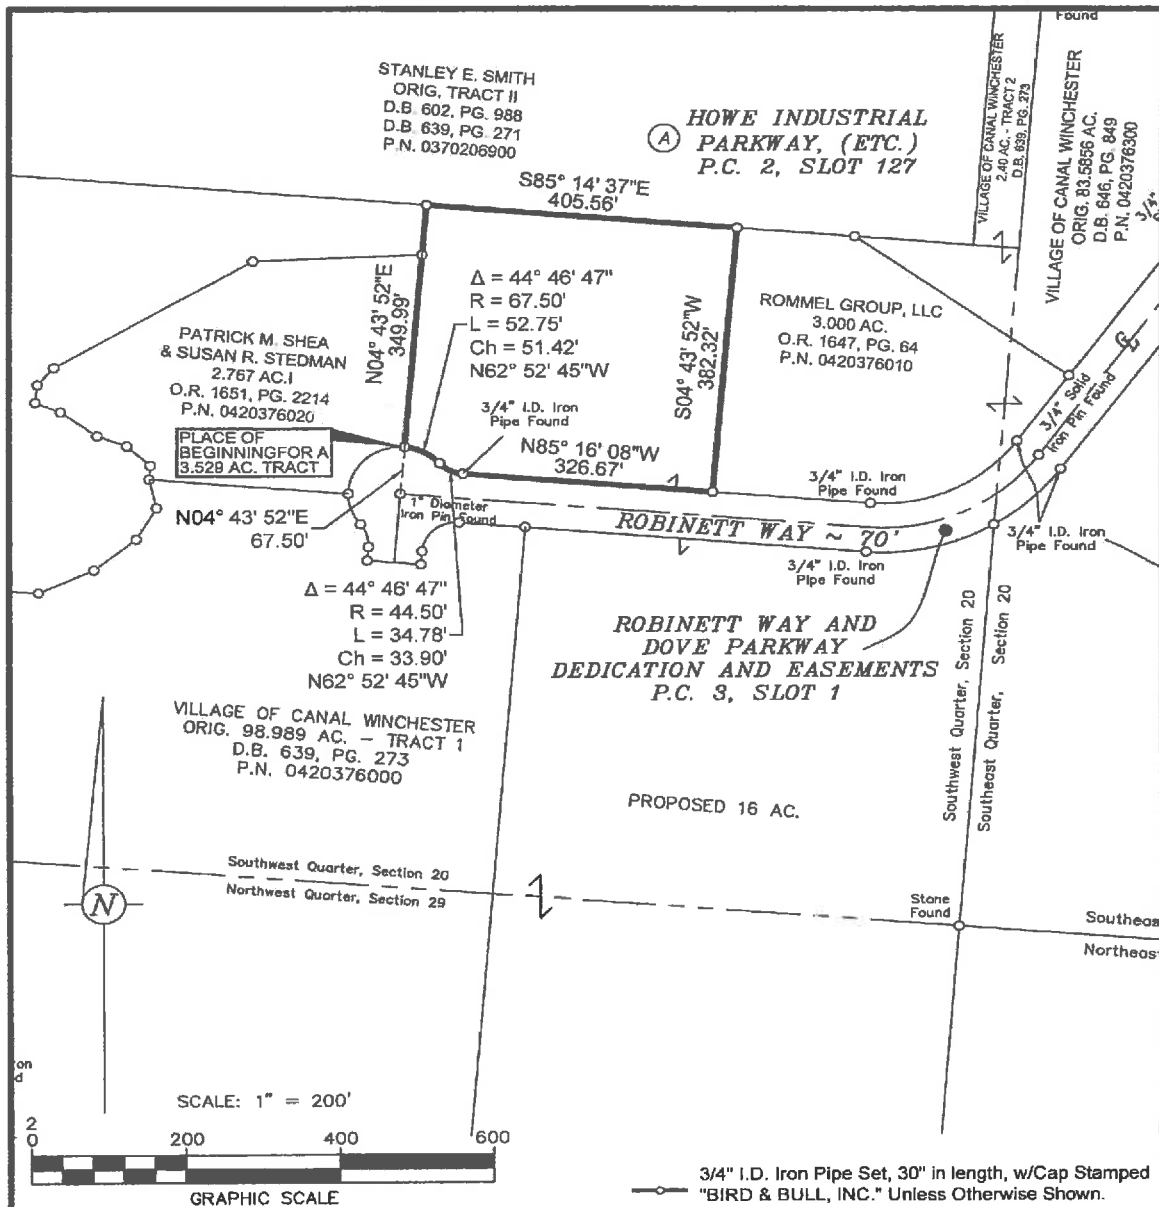 Found
STANLEY E. SMITH
ORIG. TRACT II
D.B. 602, PG. 988
D.B. 639, PG. 271
P.N. 0370206900
A
HOWE INDUSTRIAL
PARKWAY, (ETC.)
P.C. 2, SLOT 127
VILLAGE OF CANAL WINCHESTER
2.40 AC. - TRACT 2
D.B. 639, PG. 273
VILLAGE OF CANAL WINCHESTER
ORIG. 83.5856 AC.
D.B. 646, PG. 849
P.N. 0420376300
3/4"
S85° 14' 37"E
405.56'
N04° 43' 52"E
349.99'
Δ = 44° 46' 47"
R = 67.50'
L = 52.75'
Ch = 51.42'
N62° 52' 45"W
S04° 43' 52"W
382.32'
ROMMEL GROUP, LLC
3.000 AC.
O.R. 1647, PG. 64
P.N. 0420376010
PATRICK M. SHEA
& SUSAN R. STEDMAN
2.767 AC.I
O.R. 1651, PG. 2214
P.N. 0420376020
3/4" I.D. Iron
Pipe Found
N85° 16' 08"W
326.67'
3/4" Solid
Iron Pin Found
PLACE OF
BEGINNINGFOR A
3.529 AC. TRACT
3/4" I.D. Iron
Pipe Found
N04° 43' 52"E
67.50'
1" Diameter
Iron Pin Found
ROBINETT WAY ~ 70'
3/4" I.D. Iron
Pipe Found
3/4" I.D. Iron
Pipe Found
Δ = 44° 46' 47"
R = 44.50'
L = 34.78'
Ch = 33.90'
N62° 52' 45"W
ROBINETT WAY AND
DOVE PARKWAY
DEDICATION AND EASEMENTS
P.C. 3, SLOT 1
Southwest Quarter, Section 20
Southeast Quarter, Section 20
VILLAGE OF CANAL WINCHESTER
ORIG. 98.989 AC. - TRACT 1
D.B. 639, PG. 273
P.N. 0420376000
PROPOSED 16 AC.
Southwest Quarter, Section 20
Northwest Quarter, Section 29
N
Stone
Found
Southeas
Northeas
on
d
SCALE: 1" = 200'
2
0 200 400 600
GRAPHIC SCALE
3/4" I.D. Iron Pipe Set, 30" in length, w/Cap Stamped
"BIRD & BULL, INC." Unless Otherwise Shown.